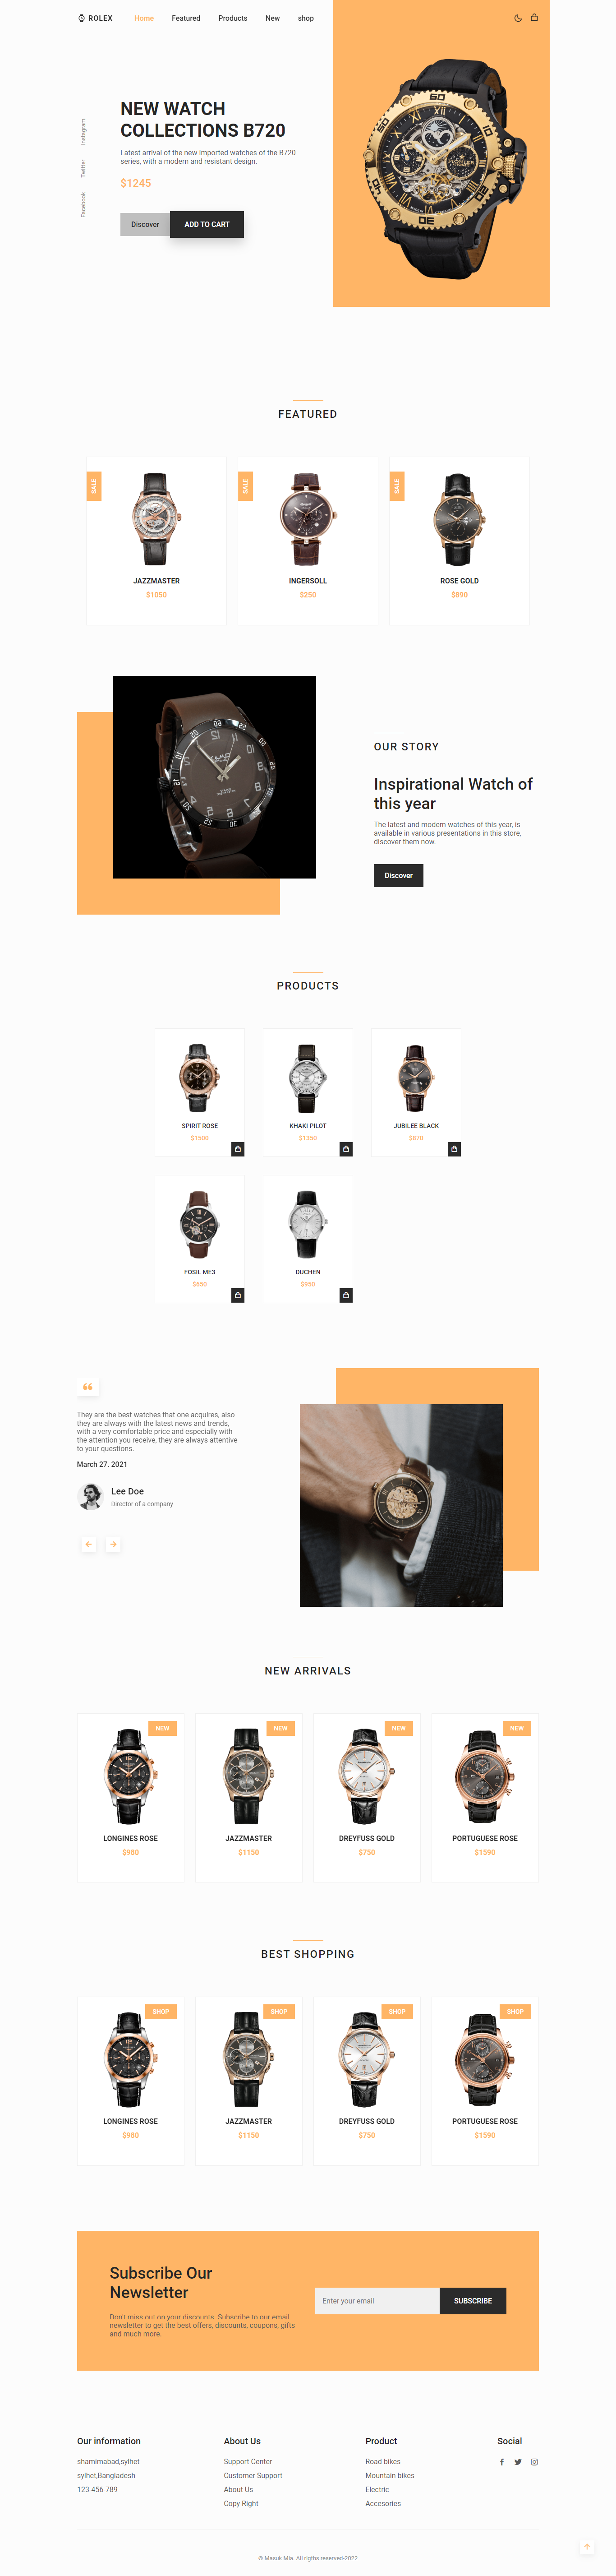 ROLEX Home Featured Products New shop
Instagram
Twitter
Facebook
NEW WATCH
COLLECTIONS B720
Latest arrival of the new imported watches of the B720
series, with a modern and resistant design.
$1245
Discover
ADD TO CART
FEATURED
SALE
JAZZMASTER
$1050
SALE
INGERSOLL
$250
SALE
ROSE GOLD
$890
OUR STORY
Inspirational Watch of
this year
The latest and modern watches of this year, is
available in various presentations in this store,
discover them now.
Discover
PRODUCTS
SPIRIT ROSE
$1500
KHAKI PILOT
$1350
JUBILEE BLACK
$870
FOSIL ME3
$650
DUCHEN
$950
They are the best watches that one acquires, also
they are always with the latest news and trends,
with a very comfortable price and especially with
the attention you receive, they are always attentive
to your questions.
March 27. 2021
Lee Doe
Director of a company
NEW ARRIVALS
NEW
LONGINES ROSE
$980
NEW
JAZZMASTER
$1150
NEW
DREYFUSS GOLD
$750
NEW
PORTUGUESE ROSE
$1590
BEST SHOPPING
SHOP
LONGINES ROSE
$980
SHOP
JAZZMASTER
$1150
SHOP
DREYFUSS GOLD
$750
SHOP
PORTUGUESE ROSE
$1590
Subscribe Our
Newsletter
Don't miss out on your discounts. Subscribe to our email
newsletter to get the best offers, discounts, coupons, gifts
and much more.
Enter your email
SUBSCRIBE
Our information
shamimabad,sylhet
sylhet,Bangladesh
123-456-789
About Us
Support Center
Customer Support
About Us
Copy Right
Product
Road bikes
Mountain bikes
Electric
Accesories
Social
© Masuk Mia. All rigths reserved-2022